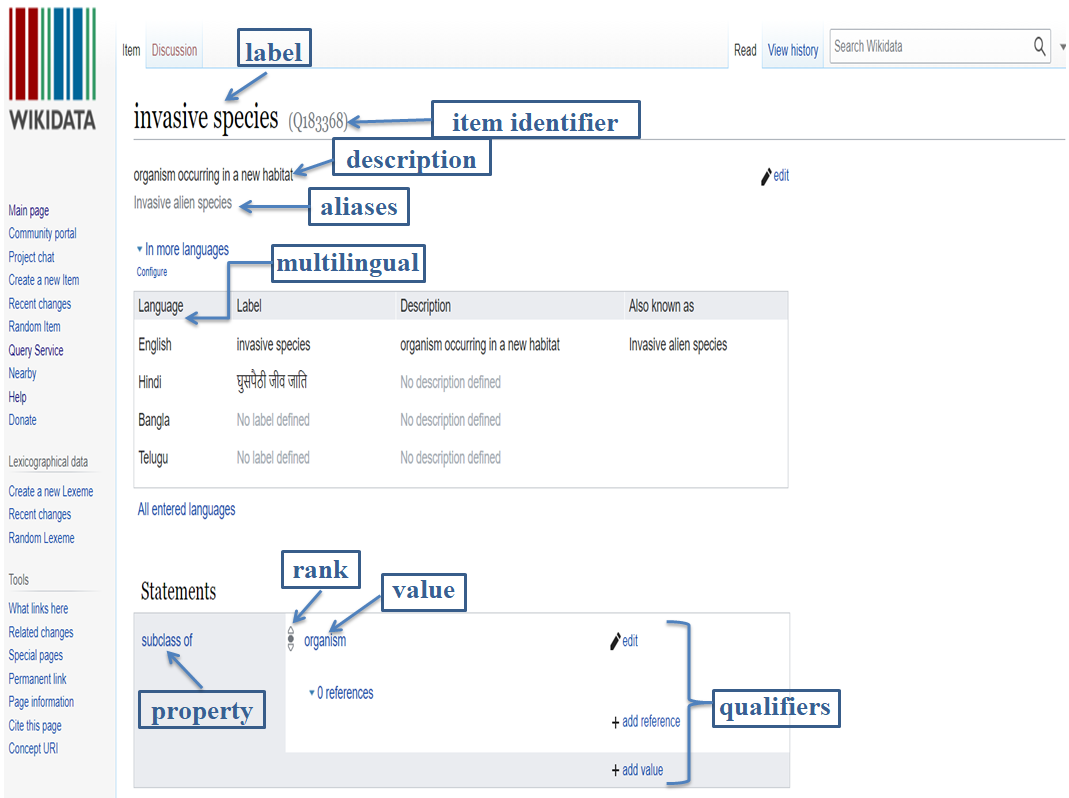 WIKIDATA
Item Discussion
Read View history Search Wikidata
label
invasive species (Q183368)
item identifier
description
organism occurring in a new habitat
edit
Invasive alien species
aliases
In more languages
Configure
multilingual
Language Label Description Also known as
English invasive species organism occurring in a new habitat Invasive alien species
Hindi घुसपैठी जीव जाति No description defined
Bangla No label defined No description defined
Telugu No label defined No description defined
All entered languages
Main page
Community portal
Project chat
Create a new Item
Recent changes
Random Item
Query Service
Nearby
Help
Donate
Lexicographical data
Create a new Lexeme
Recent changes
Random Lexeme
Tools
What links here
Related changes
Special pages
Permanent link
Page information
Cite this page
Concept URI
Statements
rank
value
subclass of
organism
edit
property
0 references
+ add reference
qualifiers
+ add value